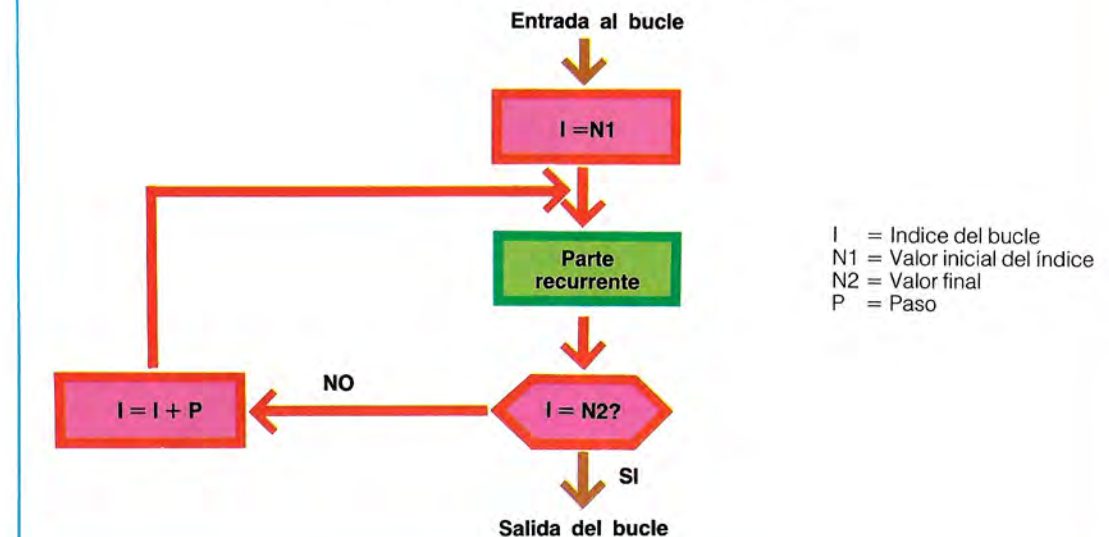 Entrada al bucle
I =N1
Parte
recurrente
I = Indice del bucle
N1 = Valor inicial del índice
N2 = Valor final
P = Paso
NO
I = I + P
I = N2?
SI
Salida del bucle